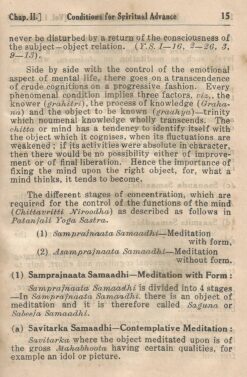 Chap. II.] Conditions for Spiritual Advance 15
never be disturbed by a return of the consciousness of
the subject—object relation. (Y.S. I—16, 2—26, 3,
9—13).
Side by side with the control of the emotional
aspect of mental life, there goes on a transcendence
of crude cognitions on a progressive fashion. Every
phenomenal condition implies three factors, viz., the
knower (grahitri), the process of knowledge (Graha-
na) and the object to be known (graahya)—trinity
which noumenal knowledge wholly transcends. The
chitta or mind has a tendency to identify itself with
the object which it cognises, when its fluctuations are
weakened ; if its activities were absolute in character,
then there would be no possibility either of improve-
ment or of final liberation. Hence the importance of
fixing the mind upon the right object, for, what a
mind thinks, it tends to become.
The different stages of concentration, which are
required for the control of the functions of the mind
(Chittavritti Nirodha) as described as follows in
Patanjali Yoga Sastra.
(1) Samprajnaata Samaadhi—Meditation
with form.
(2) Asamprajnaata Samaadhi—Meditation
without form.
(1) Samprajnaata Samaadhi—Meditation with Form :
Samprajnaata Samaadhi is divided into 4 stages
—In Samprajnaata Samaadhi, there is an object of
meditation and it is therefore called Saguna or
Sabeeja Samaadhi.
(a) Savitarka Samaadhi—Contemplative Meditation :
Savitarka where the object meditated upon is of
the gross Mahabhoota having certain qualities, for
example an idol or picture.